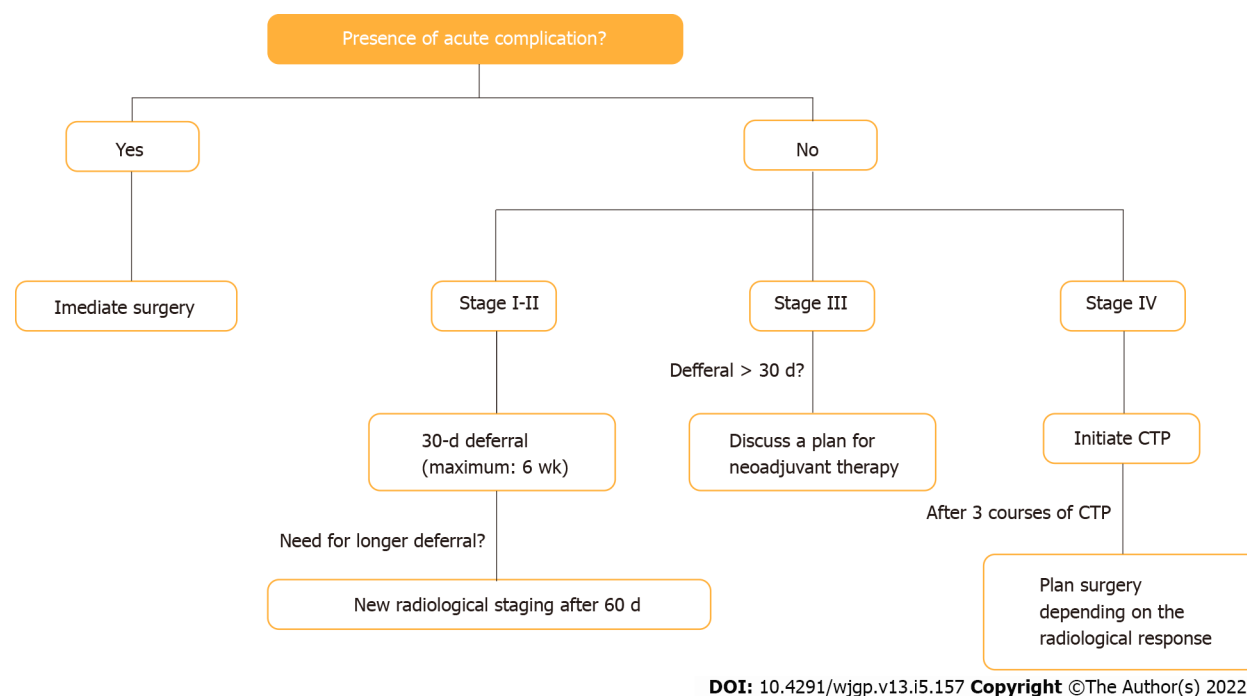 Presence of acute complication?
Yes
No
Imediate surgery
Stage I-II
Stage III
Stage IV
Defferal > 30 d?
30-d deferral
(maximum: 6 wk)
Discuss a plan for
neoadjuvant therapy
Initiate CTP
After 3 courses of CTP
Need for longer deferral?
New radiological staging after 60 d
Plan surgery
depending on the
radiological response
DOI: 10.4291/wjgp.v13.i5.157 Copyright ©The Author(s) 2022